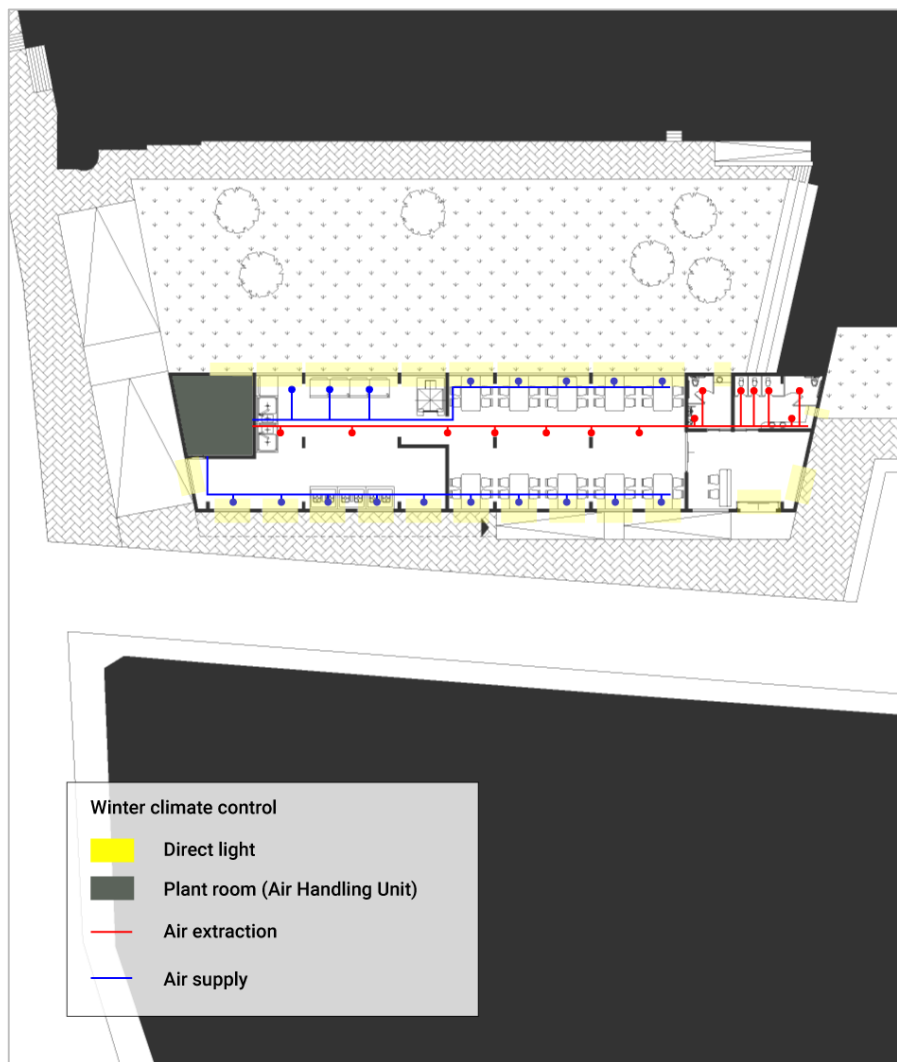 Winter climate control
Direct light
Plant room (Air Handling Unit)
Air extraction
Air supply